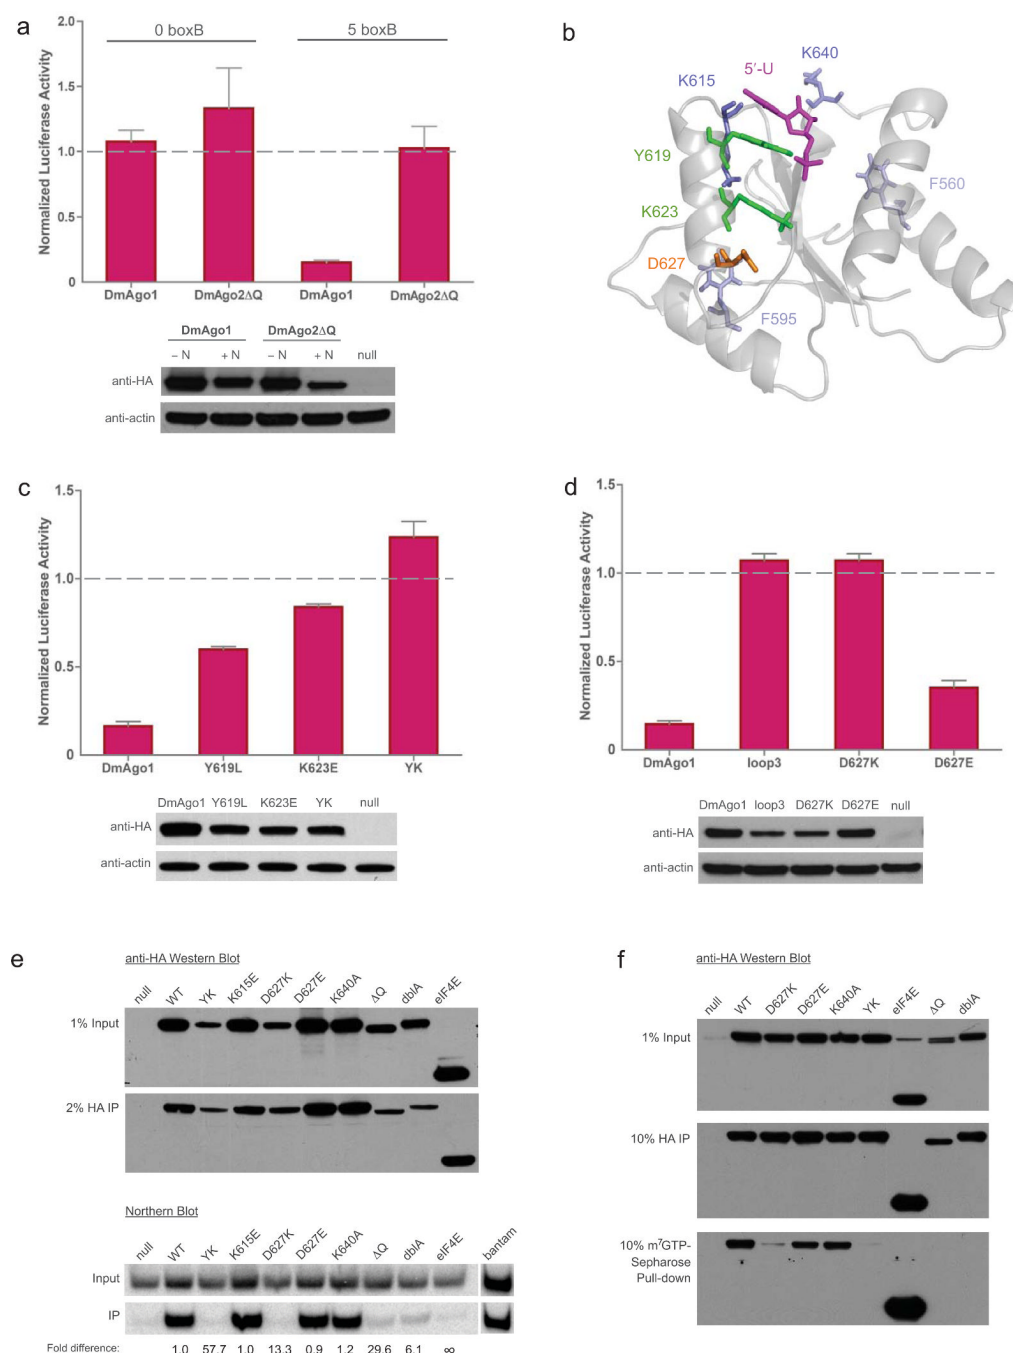 a
2.0
1.5
1.0
0.5
0
Normalized Luciferase Activity
0 boxB
5 boxB
DmAgo1
DmAgo2ΔQ
DmAgo1
DmAgo2ΔQ
DmAgo1
DmAgo2ΔQ
– N
+ N
– N
+ N
null
anti-HA
anti-actin
b
K640
5′-U
K615
Y619
F560
K623
D627
F595
c
1.5
1.0
0.5
0
Normalized Luciferase Activity
DmAgo1
Y619L
K623E
YK
DmAgo1 Y619L K623E YK null
anti-HA
anti-actin
d
1.5
1.0
0.5
0
Normalized Luciferase Activity
DmAgo1
loop3
D627K
D627E
DmAgo1 loop3 D627K D627E null
anti-HA
anti-actin
e
anti-HA Western Blot
null WT YK K615E D627K D627E K640A ΔQ dblA eIF4E
1% Input
2% HA IP
Northern Blot
null WT YK K615E D627K D627E K640A ΔQ dblA eIF4E bantam
Input
IP
Fold difference: 1.0 57.7 1.0 13.3 0.9 1.2 29.6 6.1 ∞
f
anti-HA Western Blot
null WT D627K D627E K640A YK eIF4E ΔQ dblA
1% Input
10% HA IP
10% m⁷GTP-
Sepharose
Pull-down